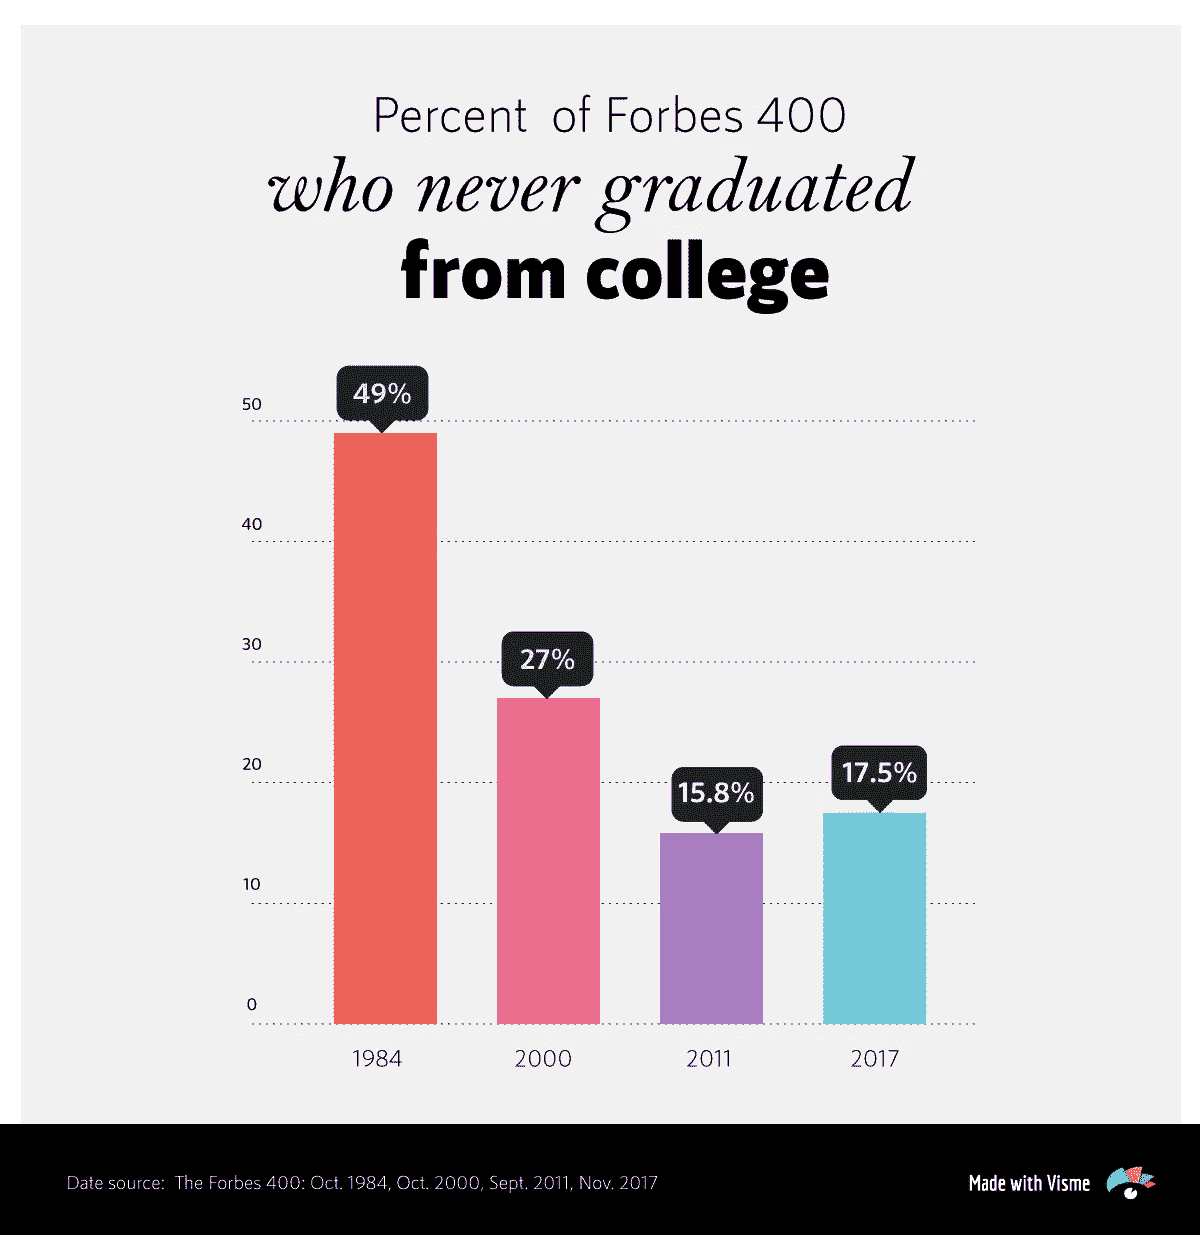 Percent of Forbes 400
who never graduated
from college
49%
50
40
30
27%
20
17.5%
15.8%
10
0
1984 2000 2011 2017
Date source: The Forbes 400: Oct. 1984, Oct. 2000, Sept. 2011, Nov. 2017
Made with Visme